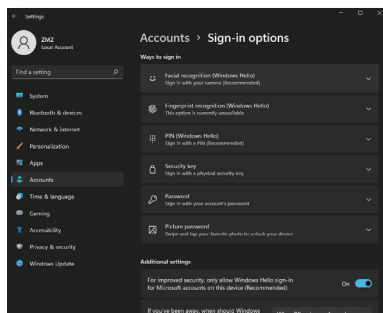 Settings
ZMZ
Local Account
Find a setting
System
Bluetooth & devices
Network & internet
Personalization
Apps
Accounts
Time & language
Gaming
Accessibility
Privacy & security
Windows Update
Accounts > Sign-in options
Ways to sign in
Facial recognition (Windows Hello)
Sign in with your camera (Recommended)
Fingerprint recognition (Windows Hello)
This option is currently unavailable
PIN (Windows Hello)
Sign in with a PIN (Recommended)
Security key
Sign in with a physical security key
Password
Sign in with your account's password
Picture password
Swipe and tap your favorite photo to unlock your device
Additional settings
For improved security, only allow Windows Hello sign-in
for Microsoft accounts on this device (Recommended)
On
If you've been away, when should Windows